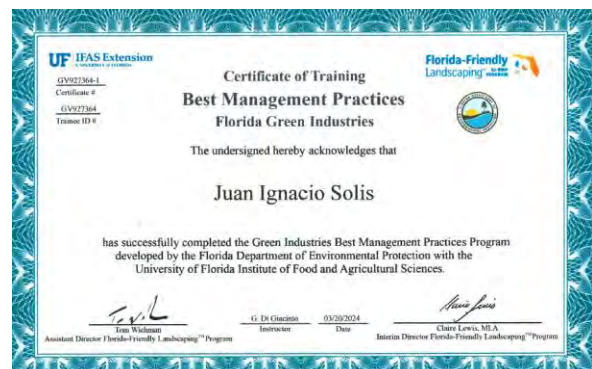 UF IFAS Extension
UNIVERSITY of FLORIDA
GV927364-1
Certificate #
GV927364
Trainee ID #
Florida-Friendly
Landscaping™
Certificate of Training
Best Management Practices
Florida Green Industries
The undersigned hereby acknowledges that
Juan Ignacio Solis
has successfully completed the Green Industries Best Management Practices Program
developed by the Florida Department of Environmental Protection with the
University of Florida Institute of Food and Agricultural Sciences.
Tom Wichman
Assistant Director Florida-Friendly Landscaping™ Program
G. Di Giacinto
Instructor
03/20/2024
Date
Claire Lewis, MLA
Interim Director Florida-Friendly Landscaping™ Program